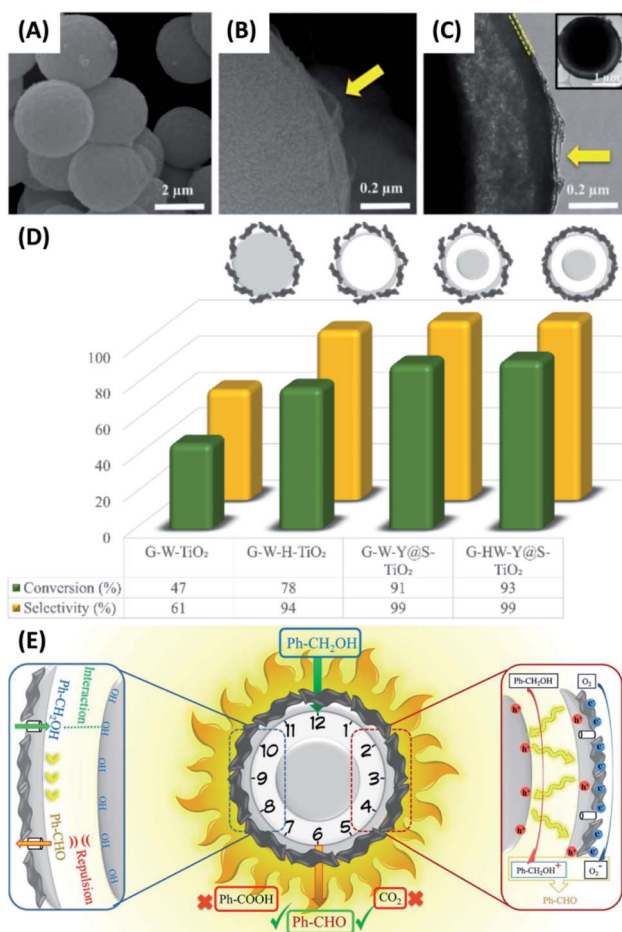 (A)
2 μm
(B)
0.2 μm
(C)
1 μm
0.2 μm
(D)
100
80
60
40
20
0
G-W-TiO₂ G-W-H-TiO₂ G-W-Y@S-TiO₂ G-HW-Y@S-TiO₂
Conversion (%) 47 78 91 93
Selectivity (%) 61 94 99 99
(E)
Ph-CH₂OH
Interaction
Ph-CH₂OH
OH
OH
OH
OH
OH
OH
Ph-CHO
Repulsion
12
1
2
3
4
5
6
7
8
9
10
11
Ph-COOH
Ph-CHO
CO₂
Ph-CH₂OH
O₂
h⁺
h⁺
h⁺
h⁺
h⁺
h⁺
h⁺
e
e
e
e
e
e
Ph-CH₂OH⁺
O₂⁻
Ph-CHO